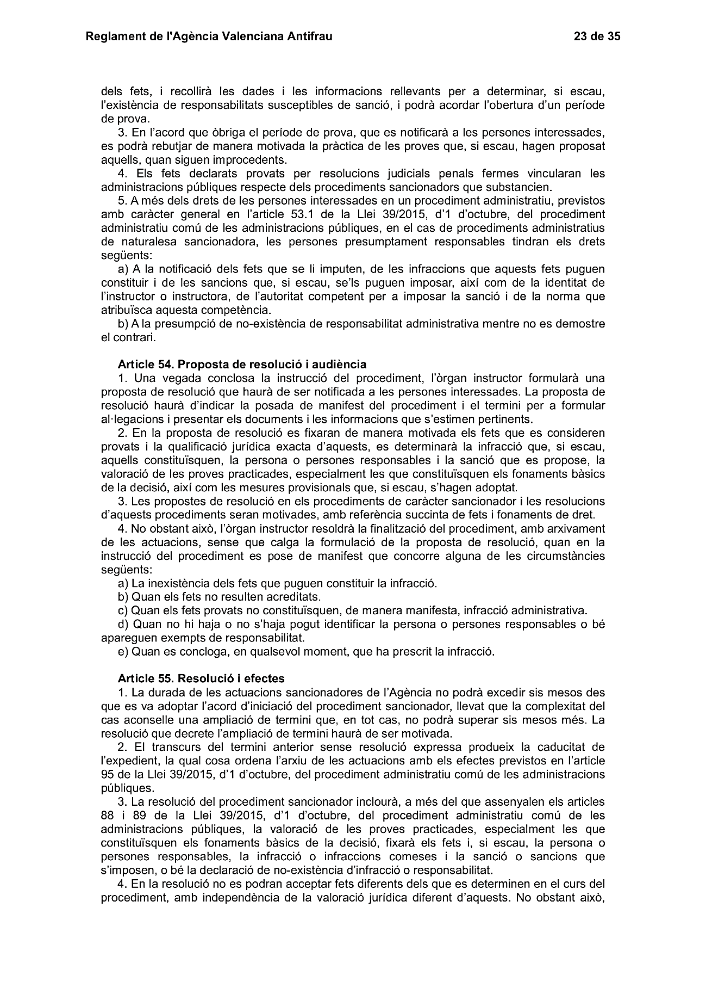 Reglament de l'Agència Valenciana Antifrau 23 de 35
dels fets, i recollirà les dades i les informacions rellevants per a determinar, si escau,
l’existència de responsabilitats susceptibles de sanció, i podrà acordar l’obertura d’un període
de prova.
3. En l’acord que òbriga el període de prova, que es notificarà a les persones interessades,
es podrà rebutjar de manera motivada la pràctica de les proves que, si escau, hagen proposat
aquells, quan siguen improcedents.
4. Els fets declarats provats per resolucions judicials penals fermes vincularan les
administracions públiques respecte dels procediments sancionadors que substancien.
5. A més dels drets de les persones interessades en un procediment administratiu, previstos
amb caràcter general en l’article 53.1 de la Llei 39/2015, d’1 d’octubre, del procediment
administratiu comú de les administracions públiques, en el cas de procediments administratius
de naturalesa sancionadora, les persones presumptament responsables tindran els drets
següents:
a) A la notificació dels fets que se li imputen, de les infraccions que aquests fets puguen
constituir i de les sancions que, si escau, se’ls puguen imposar, així com de la identitat de
l’instructor o instructora, de l’autoritat competent per a imposar la sanció i de la norma que
atribuïsca aquesta competència.
b) A la presumpció de no-existència de responsabilitat administrativa mentre no es demostre
el contrari.
Article 54. Proposta de resolució i audiència
1. Una vegada conclosa la instrucció del procediment, l’òrgan instructor formularà una
proposta de resolució que haurà de ser notificada a les persones interessades. La proposta de
resolució haurà d’indicar la posada de manifest del procediment i el termini per a formular
al·legacions i presentar els documents i les informacions que s’estimen pertinents.
2. En la proposta de resolució es fixaran de manera motivada els fets que es consideren
provats i la qualificació jurídica exacta d’aquests, es determinarà la infracció que, si escau,
aquells constituïsquen, la persona o persones responsables i la sanció que es propose, la
valoració de les proves practicades, especialment les que constituïsquen els fonaments bàsics
de la decisió, així com les mesures provisionals que, si escau, s’hagen adoptat.
3. Les propostes de resolució en els procediments de caràcter sancionador i les resolucions
d’aquests procediments seran motivades, amb referència succinta de fets i fonaments de dret.
4. No obstant això, l’òrgan instructor resoldrà la finalització del procediment, amb arxivament
de les actuacions, sense que calga la formulació de la proposta de resolució, quan en la
instrucció del procediment es pose de manifest que concorre alguna de les circumstàncies
següents:
a) La inexistència dels fets que puguen constituir la infracció.
b) Quan els fets no resulten acreditats.
c) Quan els fets provats no constituïsquen, de manera manifesta, infracció administrativa.
d) Quan no hi haja o no s’haja pogut identificar la persona o persones responsables o bé
apareguen exempts de responsabilitat.
e) Quan es concloga, en qualsevol moment, que ha prescrit la infracció.
Article 55. Resolució i efectes
1. La durada de les actuacions sancionadores de l’Agència no podrà excedir sis mesos des
que es va adoptar l’acord d’iniciació del procediment sancionador, llevat que la complexitat del
cas aconselle una ampliació de termini que, en tot cas, no podrà superar sis mesos més. La
resolució que decrete l’ampliació de termini haurà de ser motivada.
2. El transcurs del termini anterior sense resolució expressa produeix la caducitat de
l’expedient, la qual cosa ordena l’arxiu de les actuacions amb els efectes previstos en l’article
95 de la Llei 39/2015, d’1 d’octubre, del procediment administratiu comú de les administracions
públiques.
3. La resolució del procediment sancionador inclourà, a més del que assenyalen els articles
88 i 89 de la Llei 39/2015, d’1 d’octubre, del procediment administratiu comú de les
administracions públiques, la valoració de les proves practicades, especialment les que
constituïsquen els fonaments bàsics de la decisió, fixarà els fets i, si escau, la persona o
persones responsables, la infracció o infraccions comeses i la sanció o sancions que
s’imposen, o bé la declaració de no-existència d’infracció o responsabilitat.
4. En la resolució no es podran acceptar fets diferents dels que es determinen en el curs del
procediment, amb independència de la valoració jurídica diferent d’aquests. No obstant això,